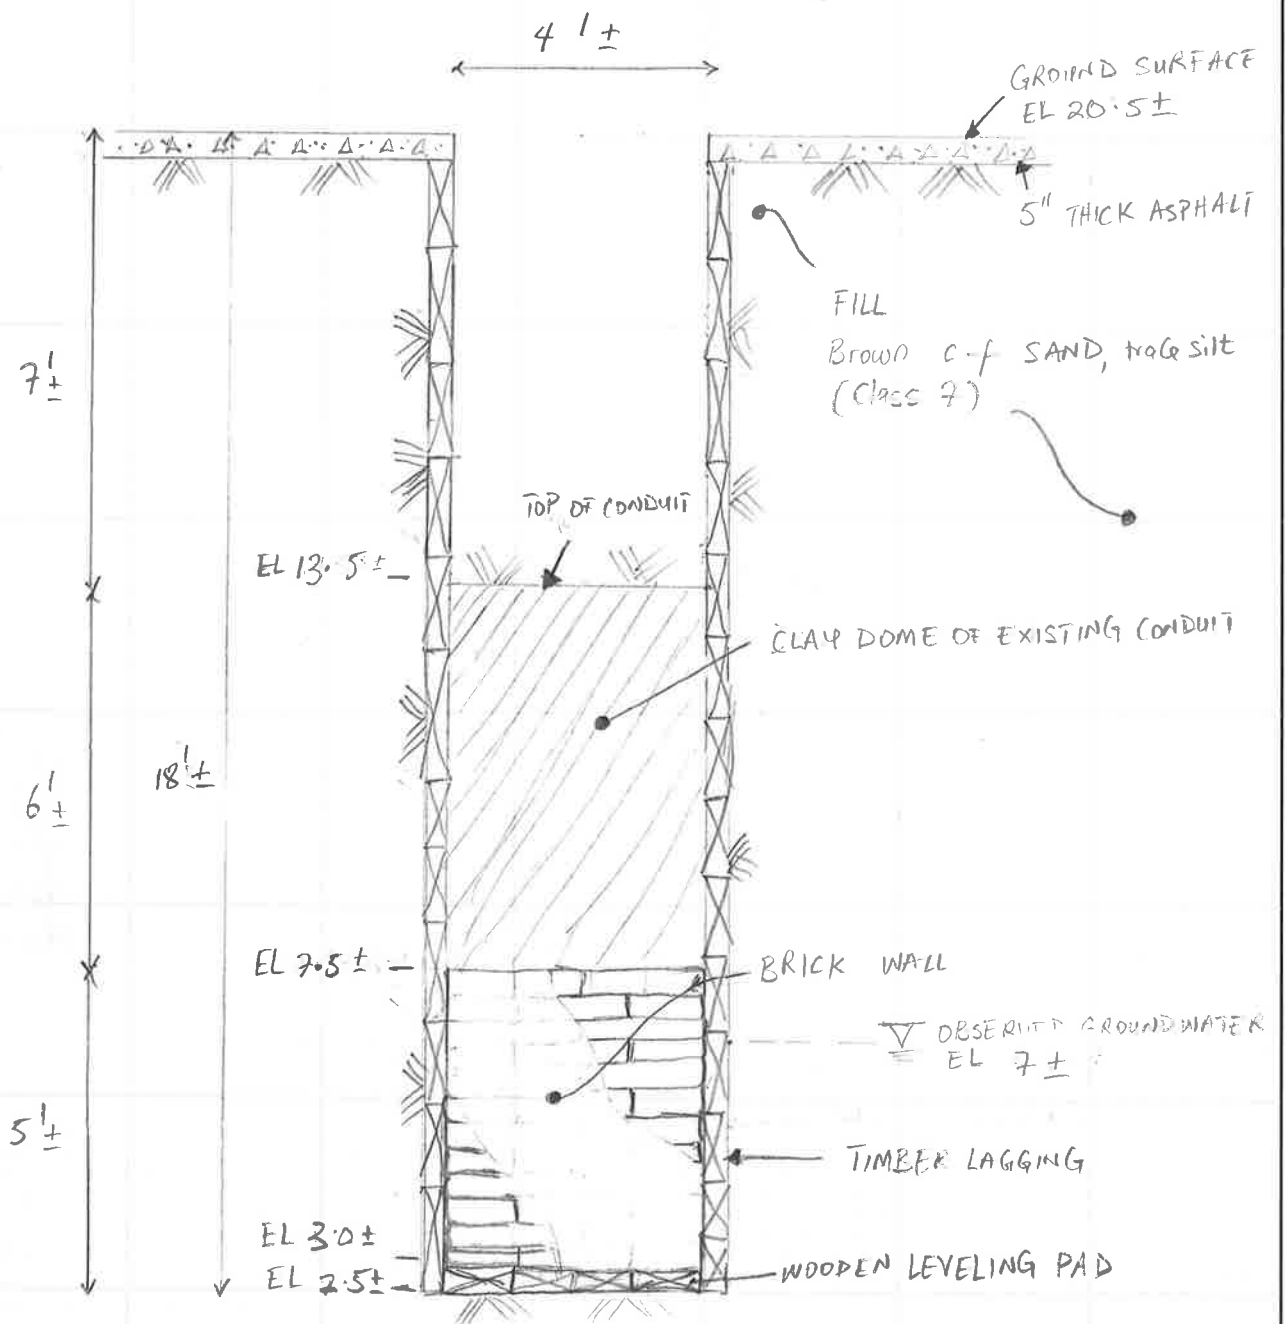 4'±
GROUND SURFACE
EL 20.5±
5" THICK ASPHALT
FILL
Brown c-f SAND, trace silt
(Class 7)
7'±
TOP OF CONDUIT
EL 13.5±
CLAY DOME OF EXISTING CONDUIT
18'±
6'±
EL 7.5±
BRICK WALL
OBSERVED GROUNDWATER
EL 7±
5'±
TIMBER LAGGING
EL 3.0±
EL 2.5±
WOODEN LEVELING PAD